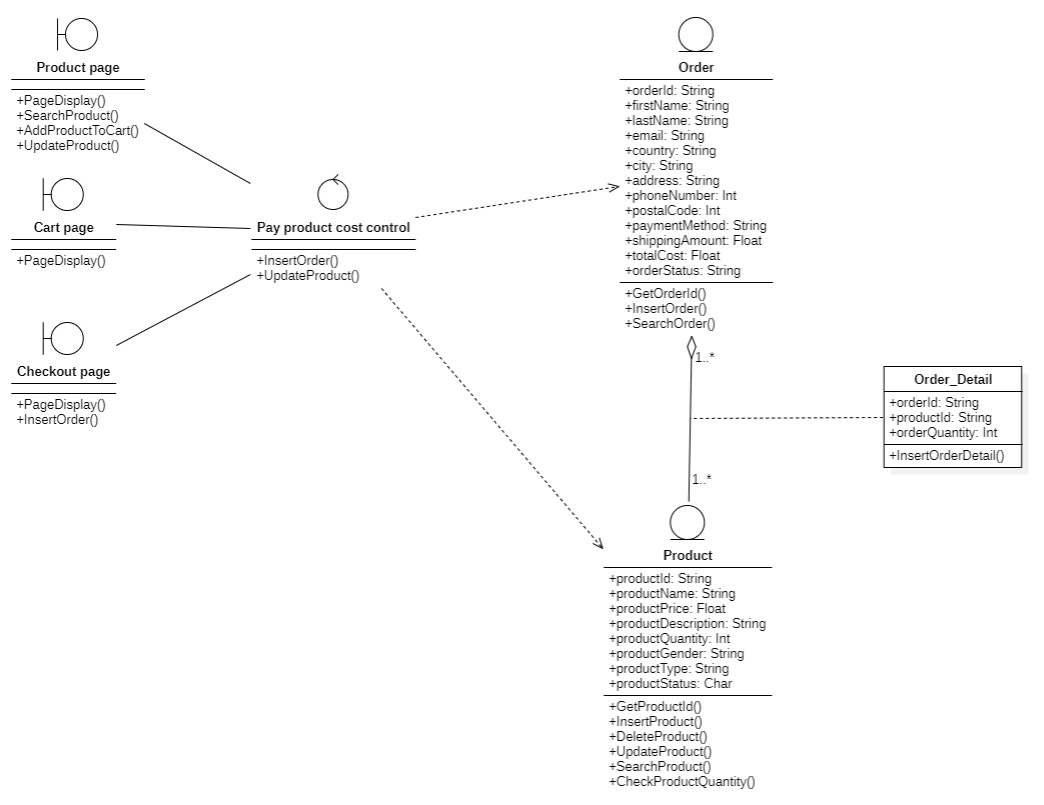 Product page
+PageDisplay()
+SearchProduct()
+AddProductToCart()
+UpdateProduct()
Cart page
+PageDisplay()
Checkout page
+PageDisplay()
+InsertOrder()
Pay product cost control
+InsertOrder()
+UpdateProduct()
Order
+orderId: String
+firstName: String
+lastName: String
+email: String
+country: String
+city: String
+address: String
+phoneNumber: Int
+postalCode: Int
+paymentMethod: String
+shippingAmount: Float
+totalCost: Float
+orderStatus: String
+GetOrderId()
+InsertOrder()
+SearchOrder()
1..*
Order_Detail
+orderId: String
+productId: String
+orderQuantity: Int
+InsertOrderDetail()
1..*
Product
+productId: String
+productName: String
+productPrice: Float
+productDescription: String
+productQuantity: Int
+productGender: String
+productType: String
+productStatus: Char
+GetProductId()
+InsertProduct()
+DeleteProduct()
+UpdateProduct()
+SearchProduct()
+CheckProductQuantity()